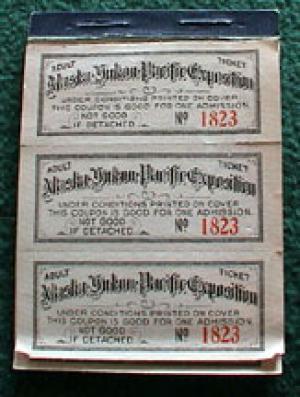 ADULT TICKET
Alaska-Yukon-Pacific Exposition
UNDER CONDITIONS PRINTED ON COVER
THIS COUPON IS GOOD FOR ONE ADMISSION.
NOT GOOD
IF DETACHED. No 1823
ADULT TICKET
Alaska-Yukon-Pacific Exposition
UNDER CONDITIONS PRINTED ON COVER
THIS COUPON IS GOOD FOR ONE ADMISSION.
NOT GOOD
IF DETACHED. No 1823
ADULT TICKET
Alaska-Yukon-Pacific Exposition
UNDER CONDITIONS PRINTED ON COVER
THIS COUPON IS GOOD FOR ONE ADMISSION.
NOT GOOD
IF DETACHED. No 1823